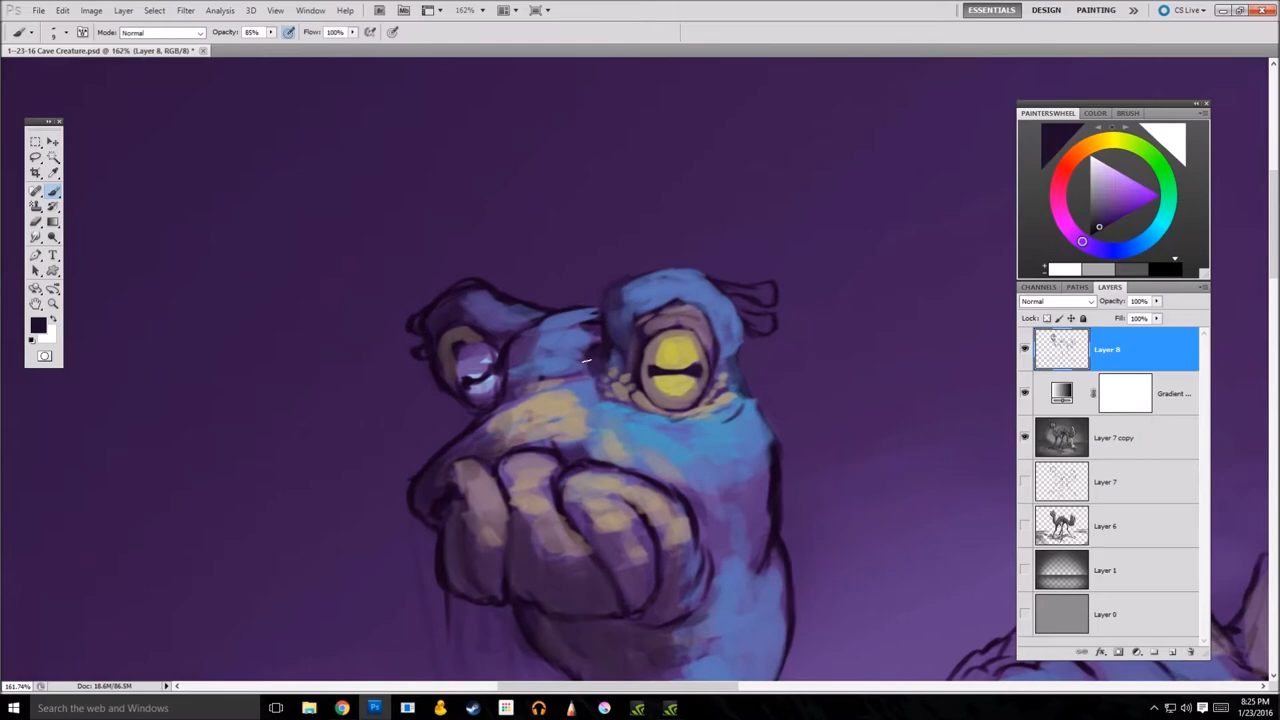 Ps File Edit Image Layer Select Filter Analysis 3D View Window Help Mb 162% ESSENTIALS DESIGN PAINTING CS Live
9 Mode: Normal Opacity: 85% Flow: 100%
1--23-16 Cave Creature.psd @ 162% (Layer 8, RGB/8) *
PAINTERSWHEEL COLOR BRUSH
CHANNELS PATHS LAYERS
Normal Opacity: 100%
Lock: Fill: 100%
Layer 8
Gradient ...
Layer 7 copy
Layer 7
Layer 6
Layer 1
Layer 0
161.74% Doc: 18.6M/86.5M
Search the web and Windows
8:25 PM
1/23/2016